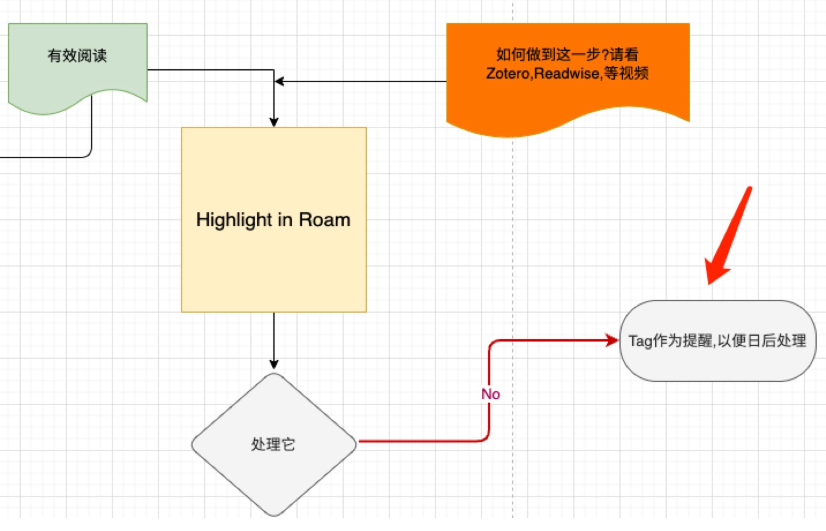 有效阅读
如何做到这一步?请看
Zotero,Readwise,等视频
Highlight in Roam
Tag作为提醒,以便日后处理
No
处理它